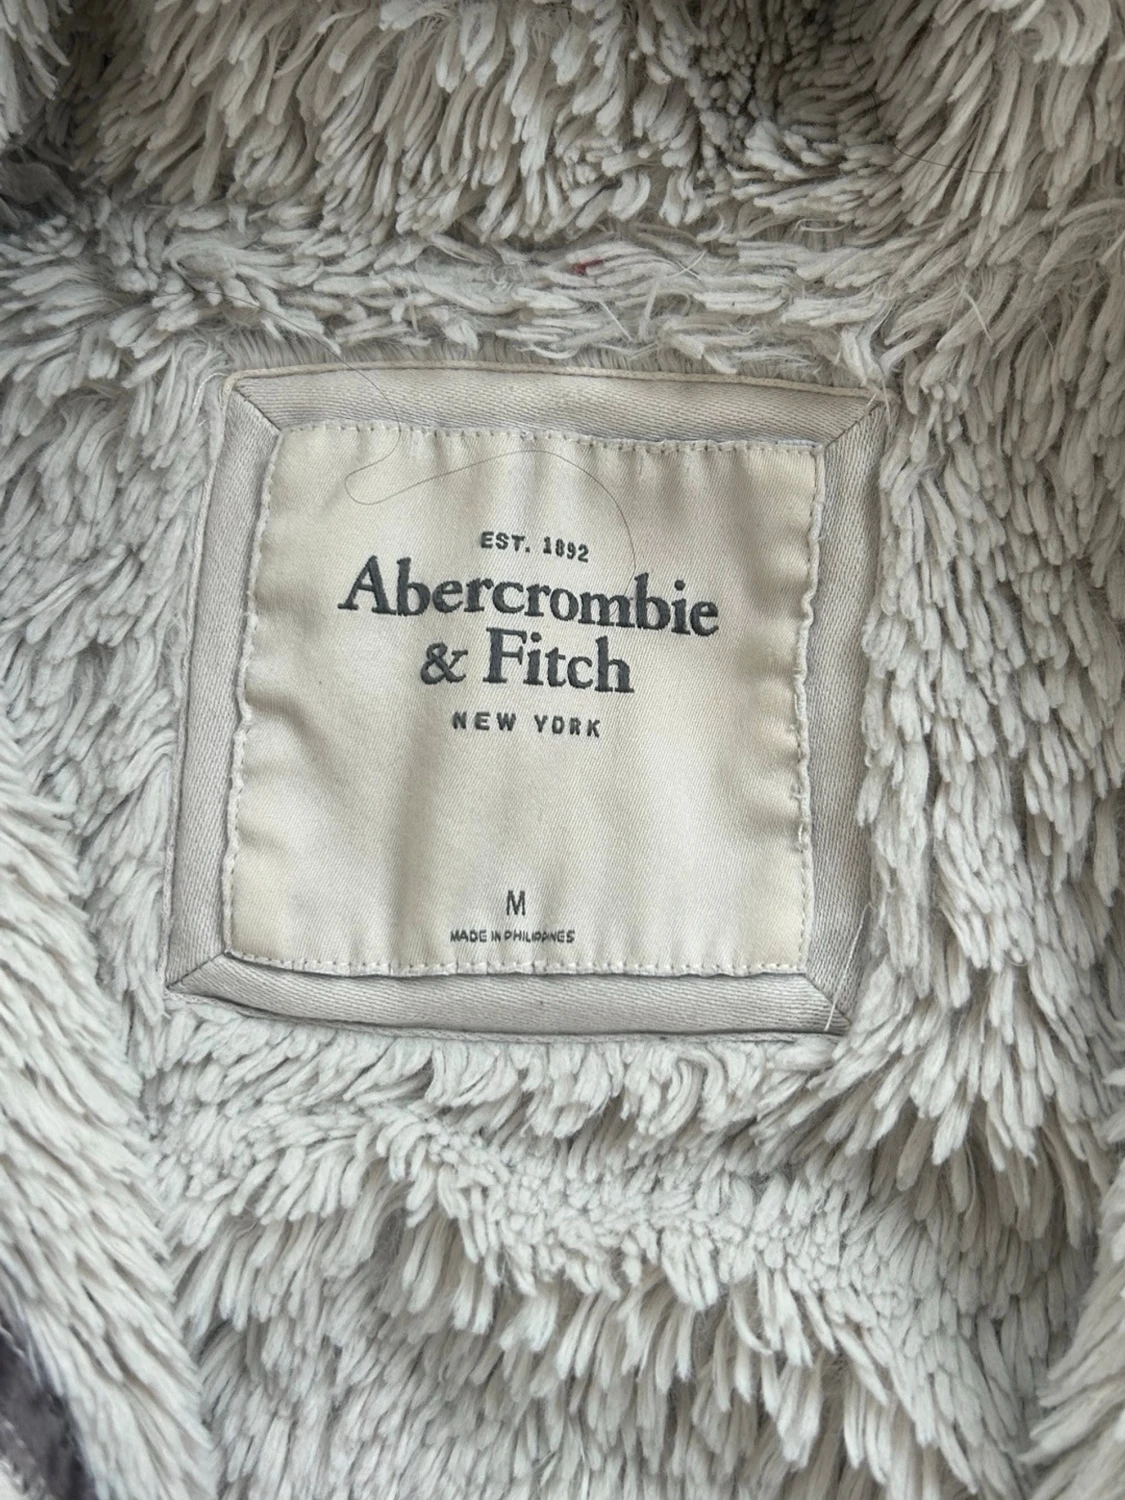 EST. 1892
Abercrombie
& Fitch
NEW YORK
M
MADE IN PHILIPPINES